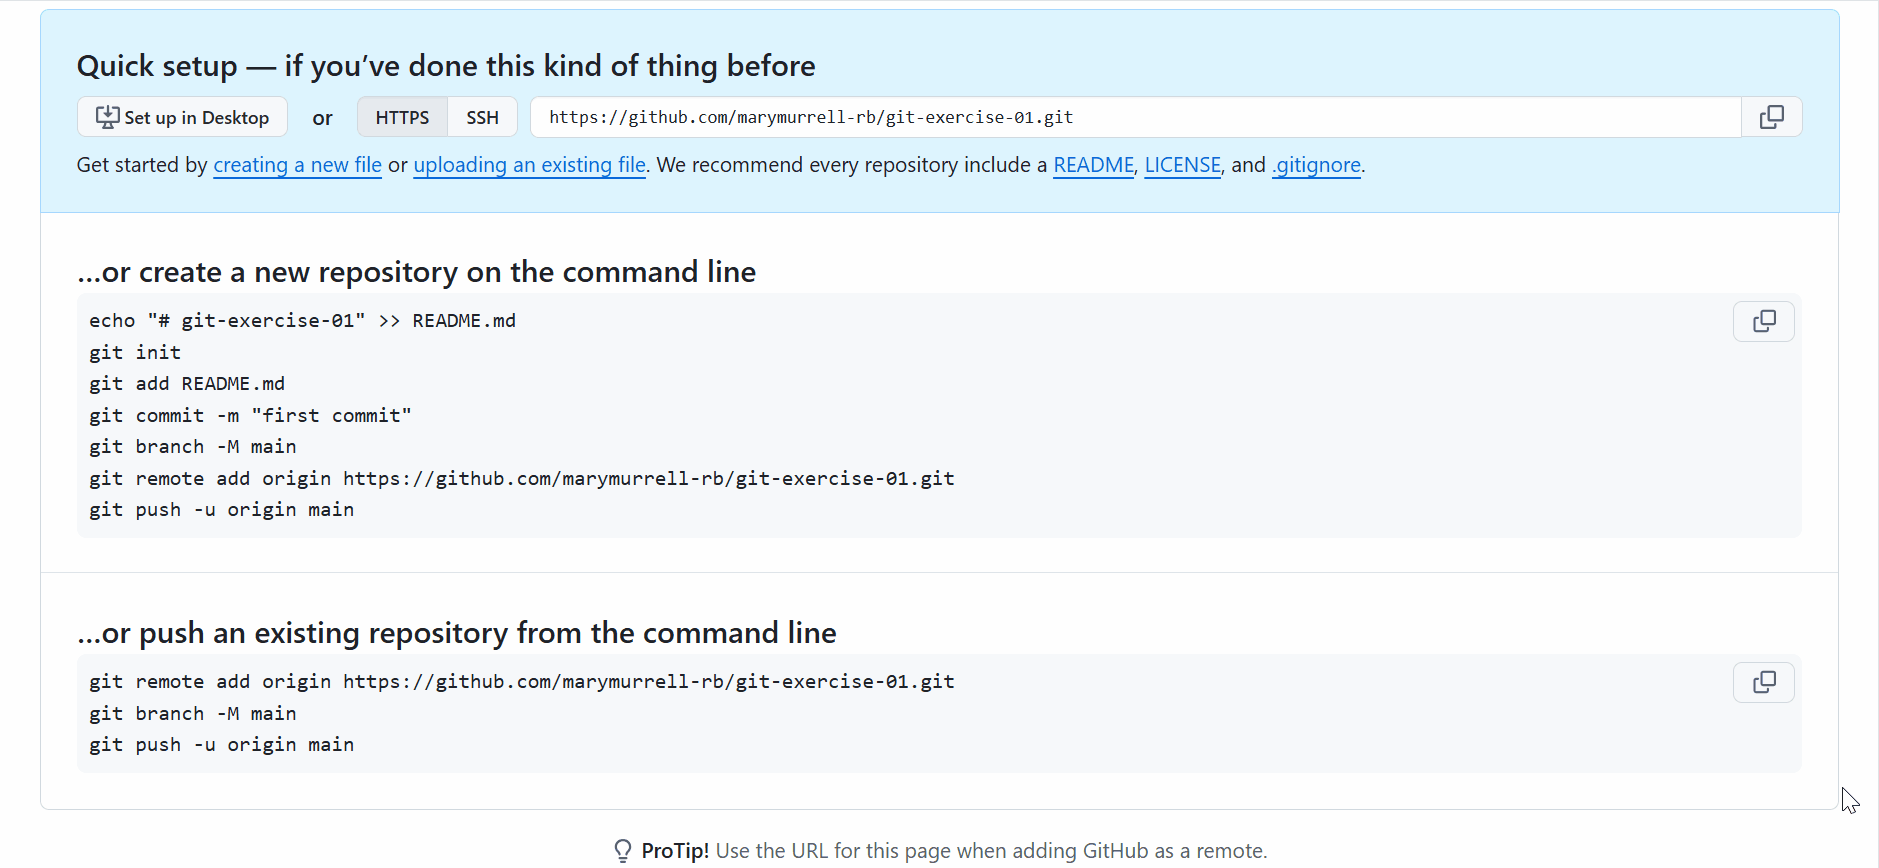 Quick setup — if you’ve done this kind of thing before
Set up in Desktop or HTTPS SSH https://github.com/marymurrell-rb/git-exercise-01.git
Get started by creating a new file or uploading an existing file. We recommend every repository include a README, LICENSE, and .gitignore.
…or create a new repository on the command line
echo "# git-exercise-01" >> README.md
git init
git add README.md
git commit -m "first commit"
git branch -M main
git remote add origin https://github.com/marymurrell-rb/git-exercise-01.git
git push -u origin main
…or push an existing repository from the command line
git remote add origin https://github.com/marymurrell-rb/git-exercise-01.git
git branch -M main
git push -u origin main
ProTip! Use the URL for this page when adding GitHub as a remote.